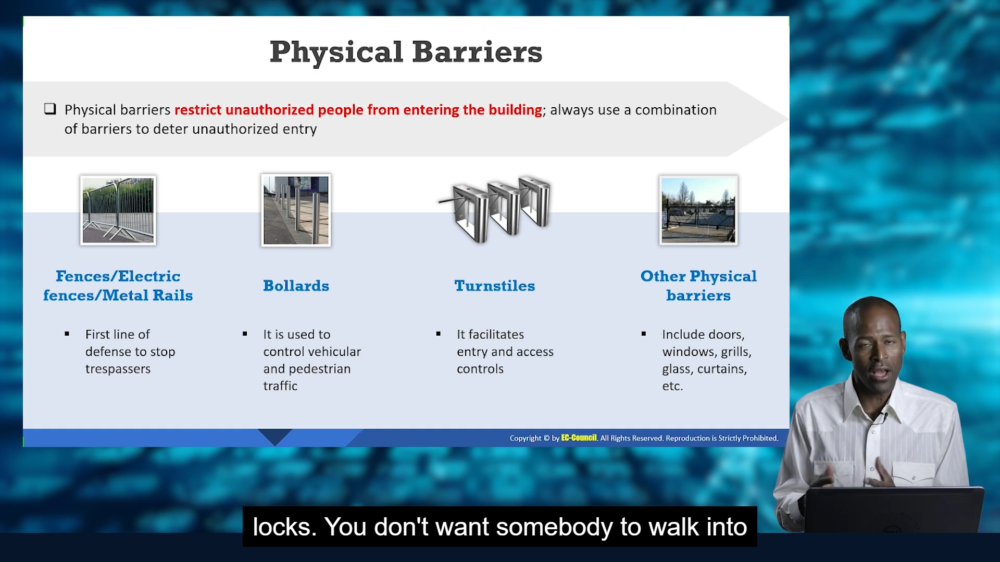 Physical Barriers
❑ Physical barriers restrict unauthorized people from entering the building; always use a combination
of barriers to deter unauthorized entry
Fences/Electric
fences/Metal Rails
▪ First line of
defense to stop
trespassers
Bollards
▪ It is used to
control vehicular
and pedestrian
traffic
Turnstiles
▪ It facilitates
entry and access
controls
Other Physical
barriers
▪ Include doors,
windows, grills,
glass, curtains,
etc.
Copyright © by EC-Council. All Rights Reserved. Reproduction is Strictly Prohibited.
locks. You don't want somebody to walk into